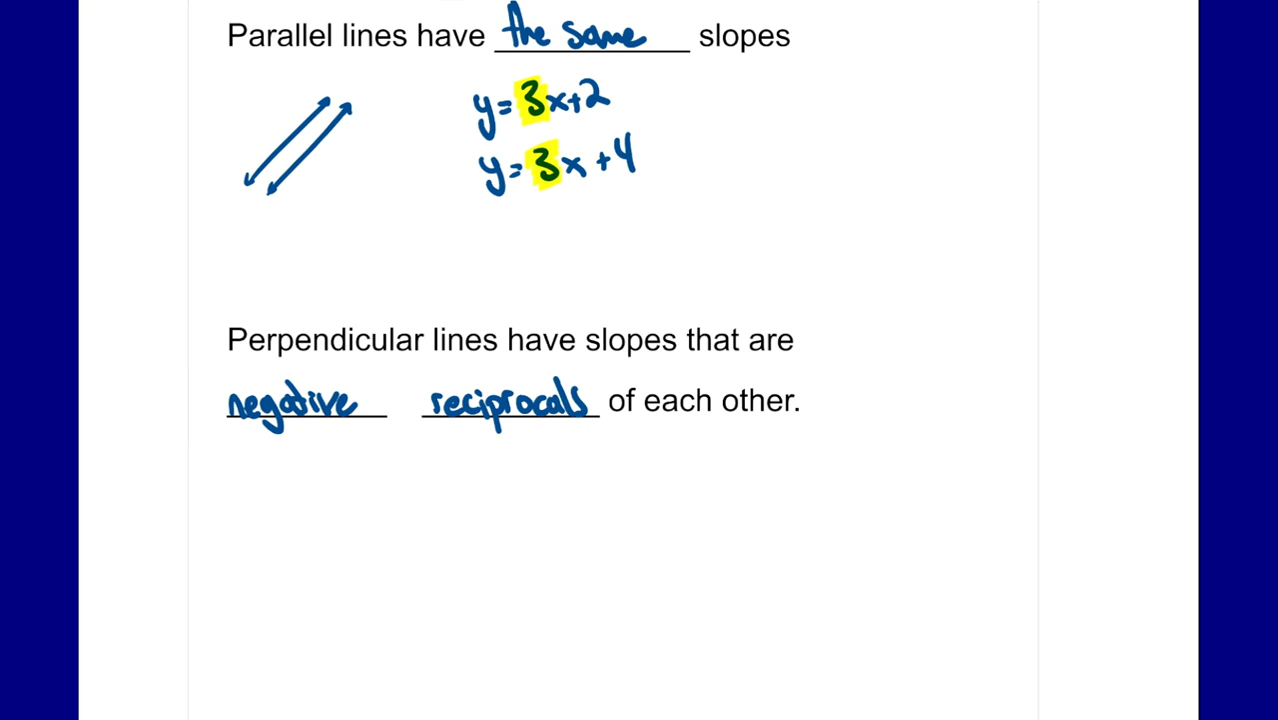 Parallel lines have the same slopes
y=3x+2
y=3x+4
Perpendicular lines have slopes that are
negative reciprocals of each other.